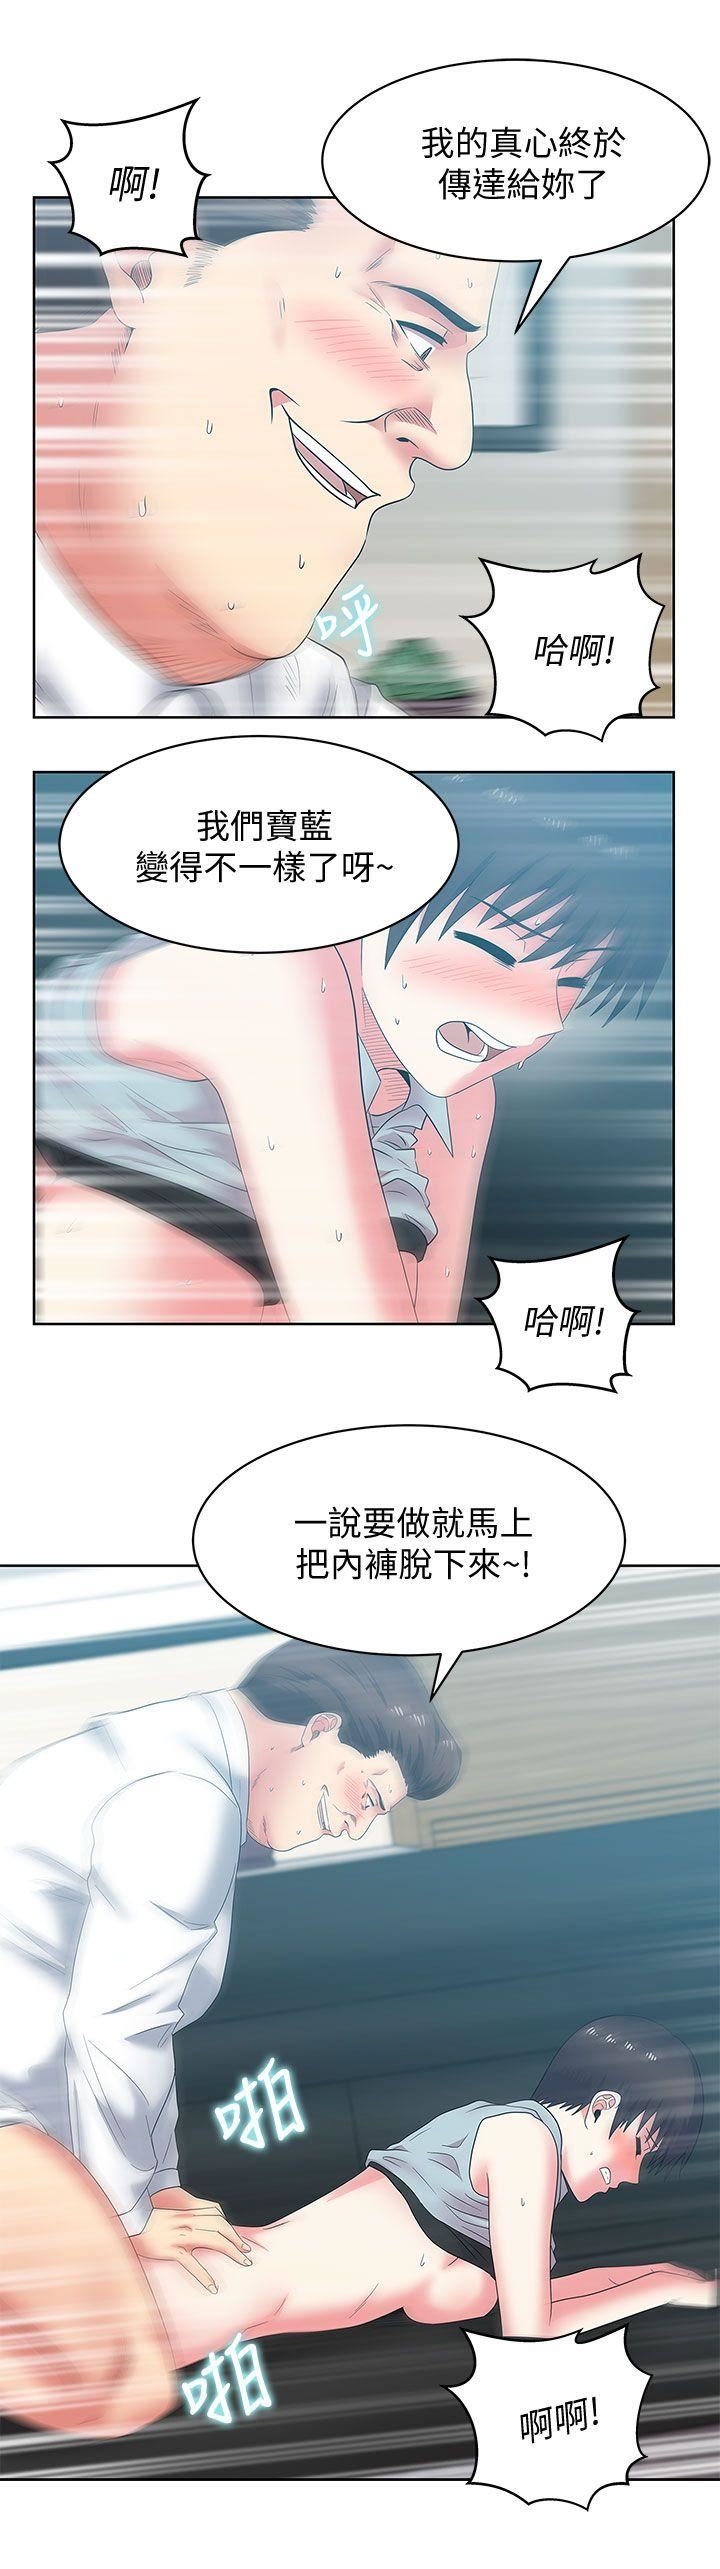 啊!
我的真心終於
傳達給妳了
呼
哈啊!
我們寶藍
變得不一樣了呀~
哈啊!
一說要做就馬上
把內褲脫下來~!
啪
啪
啊啊!